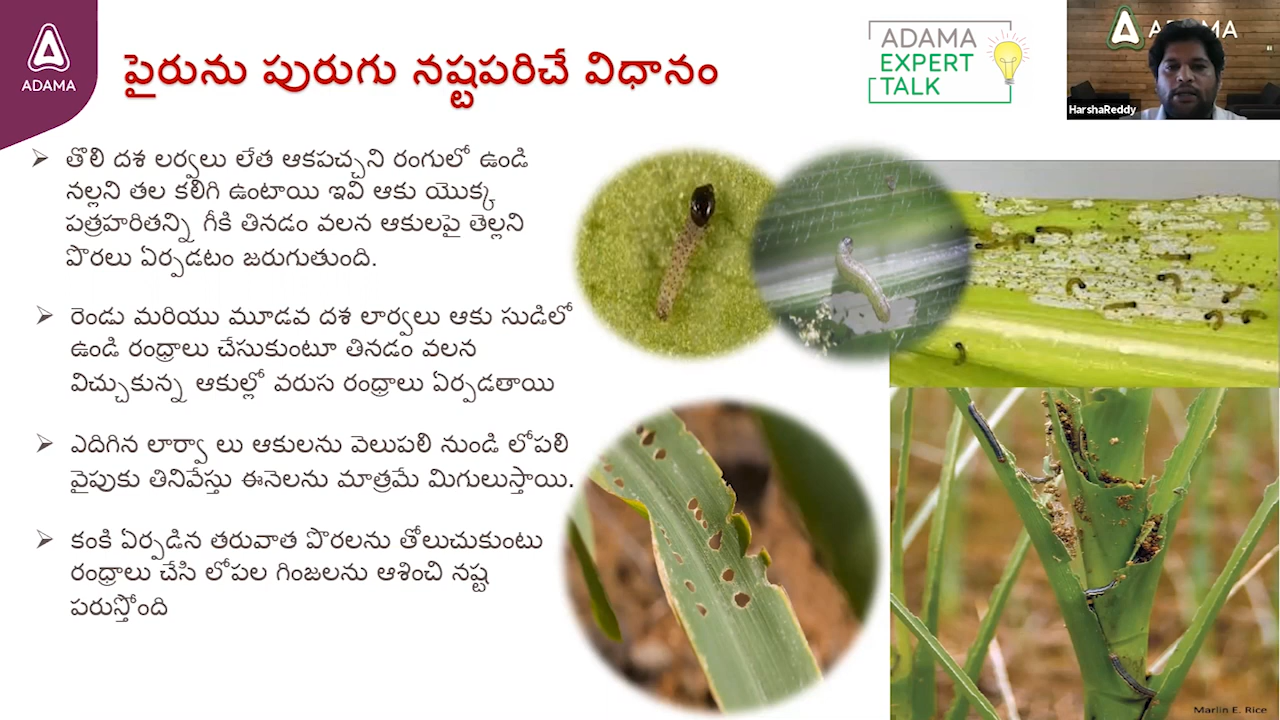 ADAMA
పైరును పురుగు నష్టపరిచే విధానం
ADAMA
EXPERT
TALK
ADAMA
HarshaReddy
తొలి దశ లర్వలు లేత ఆకపచ్చని రంగులో ఉండి
నల్లని తల కలిగి ఉంటాయి ఇవి ఆకు యొక్క
పత్రహరితన్ని గీకి తినడం వలన ఆకులపై తెల్లని
పొరలు ఏర్పడటం జరుగుతుంది.
రెండు మరియు మూడవ దశ లార్వలు ఆకు సుడిలో
ఉండి రంధ్రాలు చేసుకుంటూ తినడం వలన
విచ్చుకున్న ఆకుల్లో వరుస రంధ్రాలు ఏర్పడతాయి
ఎదిగిన లార్వా లు ఆకులను వెలుపలి నుండి లోపలి
వైపుకు తినివేస్తు ఈనెలను మాత్రమే మిగులుస్తాయి.
కంకి ఏర్పడిన తరువాత పొరలను తోలుచుకుంటు
రంధ్రాలు చేసి లోపల గింజలను ఆశించి నష్ట
పరుస్తోంది
Marlin E. Rice